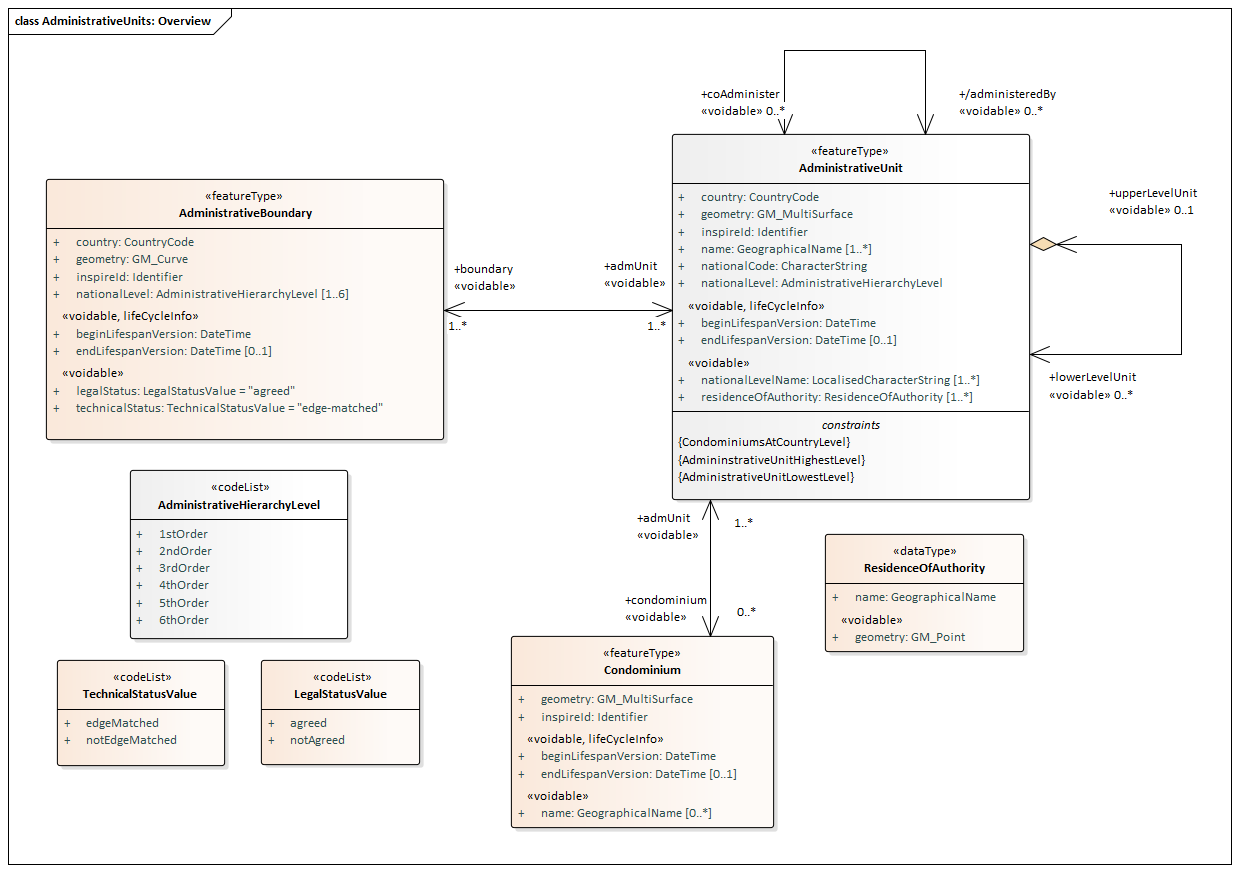 class AdministrativeUnits: Overview
+coAdminister
«voidable» 0..*
+/administeredBy
«voidable» 0..*
«featureType»
AdministrativeUnit
+ country: CountryCode
+ geometry: GM_MultiSurface
+ inspireId: Identifier
+ name: GeographicalName [1..*]
+ nationalCode: CharacterString
+ nationalLevel: AdministrativeHierarchyLevel
«voidable, lifeCycleInfo»
+ beginLifespanVersion: DateTime
+ endLifespanVersion: DateTime [0..1]
«voidable»
+ nationalLevelName: LocalisedCharacterString [1..*]
+ residenceOfAuthority: ResidenceOfAuthority [1..*]
constraints
{CondominiumsAtCountryLevel}
{AdmininstrativeUnitHighestLevel}
{AdministrativeUnitLowestLevel}
+upperLevelUnit
«voidable» 0..1
+lowerLevelUnit
«voidable» 0..*
«featureType»
AdministrativeBoundary
+ country: CountryCode
+ geometry: GM_Curve
+ inspireId: Identifier
+ nationalLevel: AdministrativeHierarchyLevel [1..6]
«voidable, lifeCycleInfo»
+ beginLifespanVersion: DateTime
+ endLifespanVersion: DateTime [0..1]
«voidable»
+ legalStatus: LegalStatusValue = "agreed"
+ technicalStatus: TechnicalStatusValue = "edge-matched"
+boundary
«voidable»
1..*
+admUnit
«voidable»
1..*
«codeList»
AdministrativeHierarchyLevel
+ 1stOrder
+ 2ndOrder
+ 3rdOrder
+ 4thOrder
+ 5thOrder
+ 6thOrder
+admUnit
«voidable»
1..*
+condominium
«voidable»
0..*
«dataType»
ResidenceOfAuthority
+ name: GeographicalName
«voidable»
+ geometry: GM_Point
«codeList»
TechnicalStatusValue
+ edgeMatched
+ notEdgeMatched
«codeList»
LegalStatusValue
+ agreed
+ notAgreed
«featureType»
Condominium
+ geometry: GM_MultiSurface
+ inspireId: Identifier
«voidable, lifeCycleInfo»
+ beginLifespanVersion: DateTime
+ endLifespanVersion: DateTime [0..1]
«voidable»
+ name: GeographicalName [0..*]